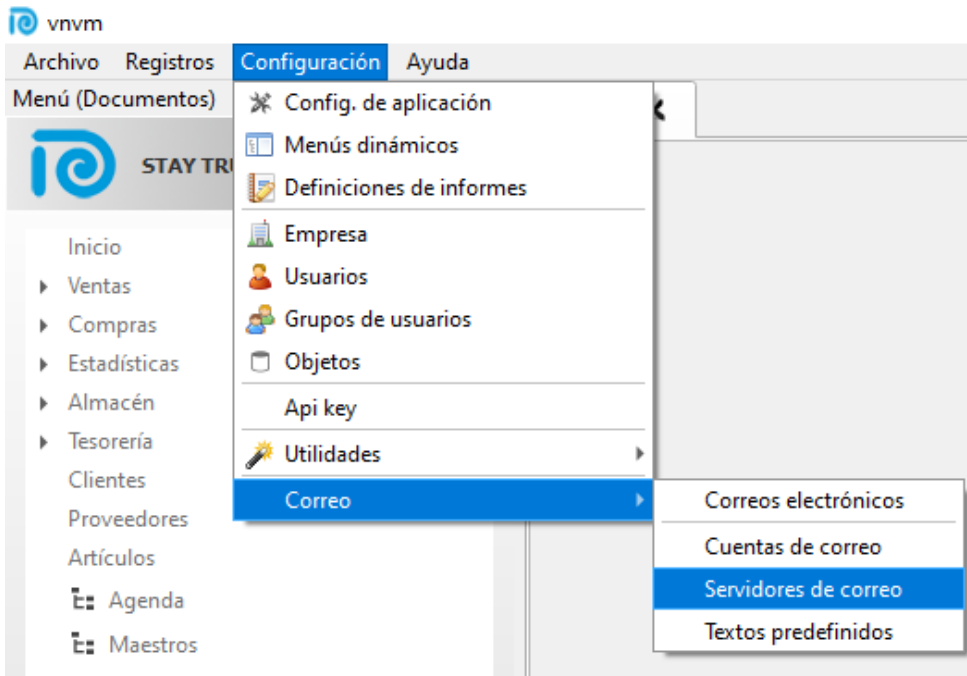 vnvm
Archivo Registros Configuración Ayuda
Menú (Documentos)
STAY TRU
Inicio
Ventas
Compras
Estadísticas
Almacén
Tesorería
Clientes
Proveedores
Artículos
Agenda
Maestros
Config. de aplicación
Menús dinámicos
Definiciones de informes
Empresa
Usuarios
Grupos de usuarios
Objetos
Api key
Utilidades
Correo
Correos electrónicos
Cuentas de correo
Servidores de correo
Textos predefinidos